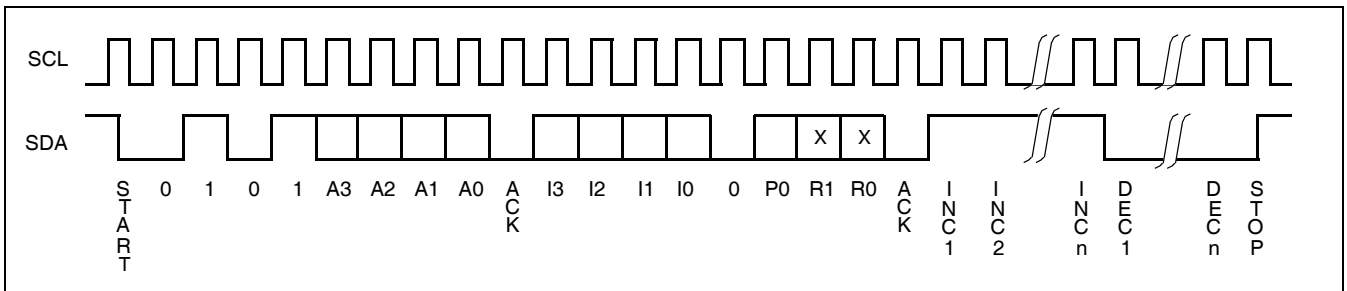 SCL
SDA
X X
START 0 1 0 1 A3 A2 A1 A0 ACK I3 I2 I1 I0 0 P0 R1 R0 ACK INC1 INC2 INCn DEC1 DECn STOP